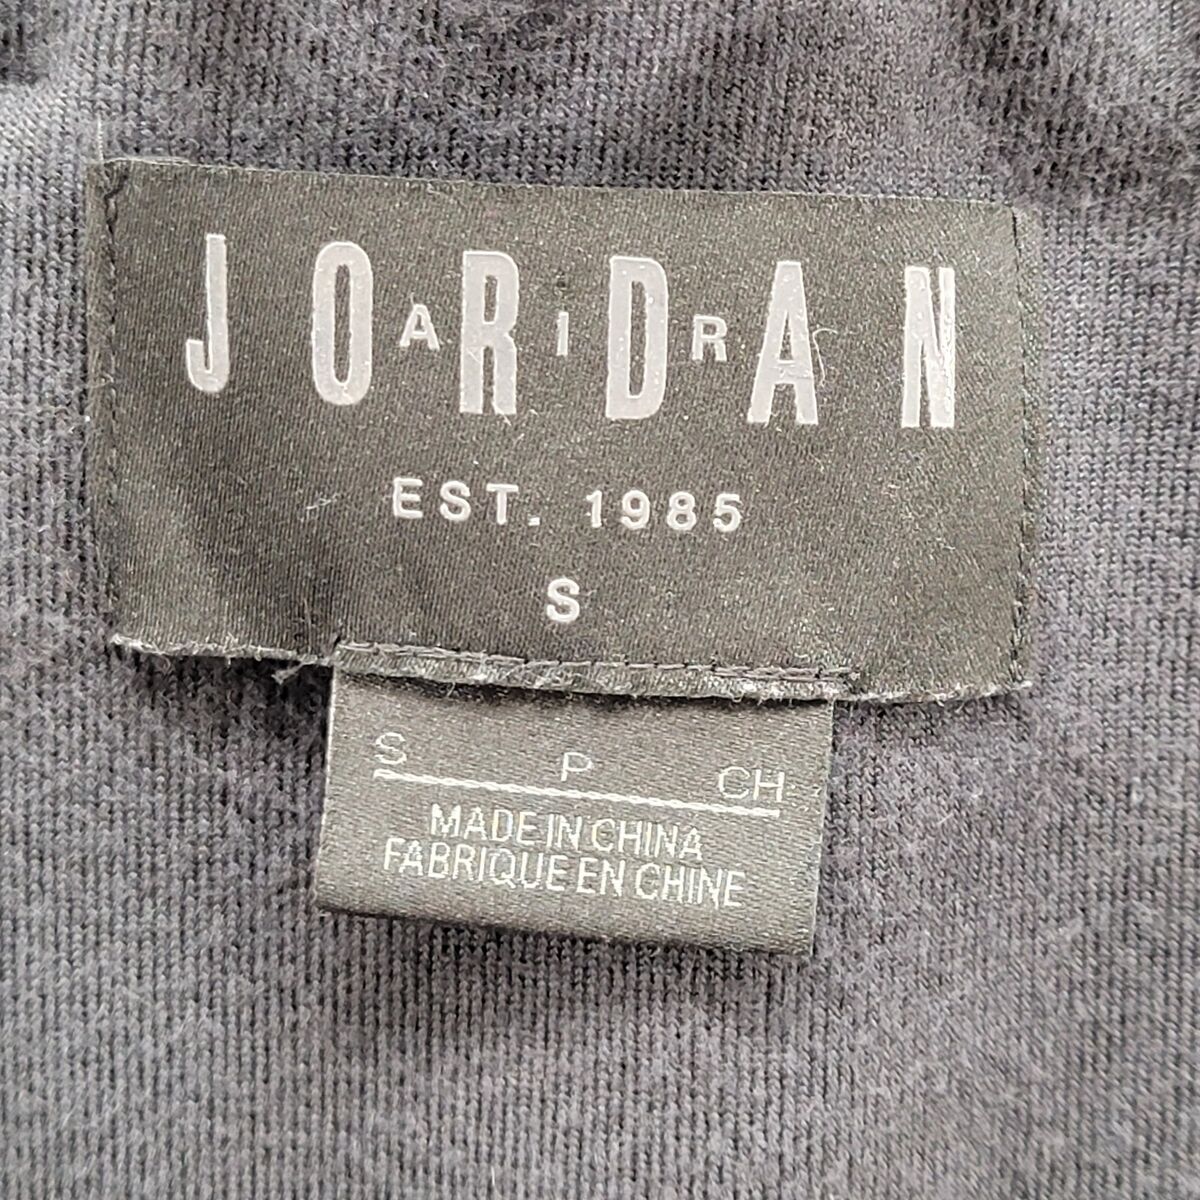 JORDAN
AIR
EST. 1985
S
S P CH
MADE IN CHINA
FABRIQUE EN CHINE